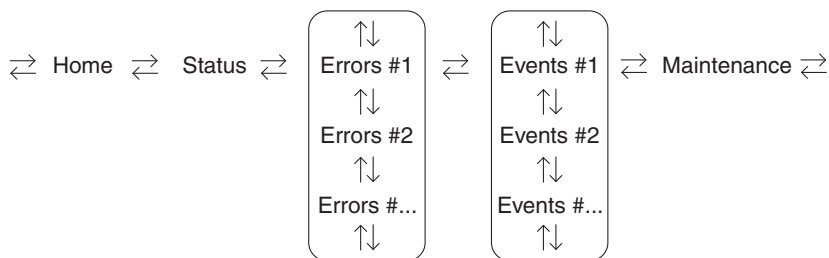 Home Status Errors #1 Events #1 Maintenance
Errors #2 Events #2
Errors #... Events #...